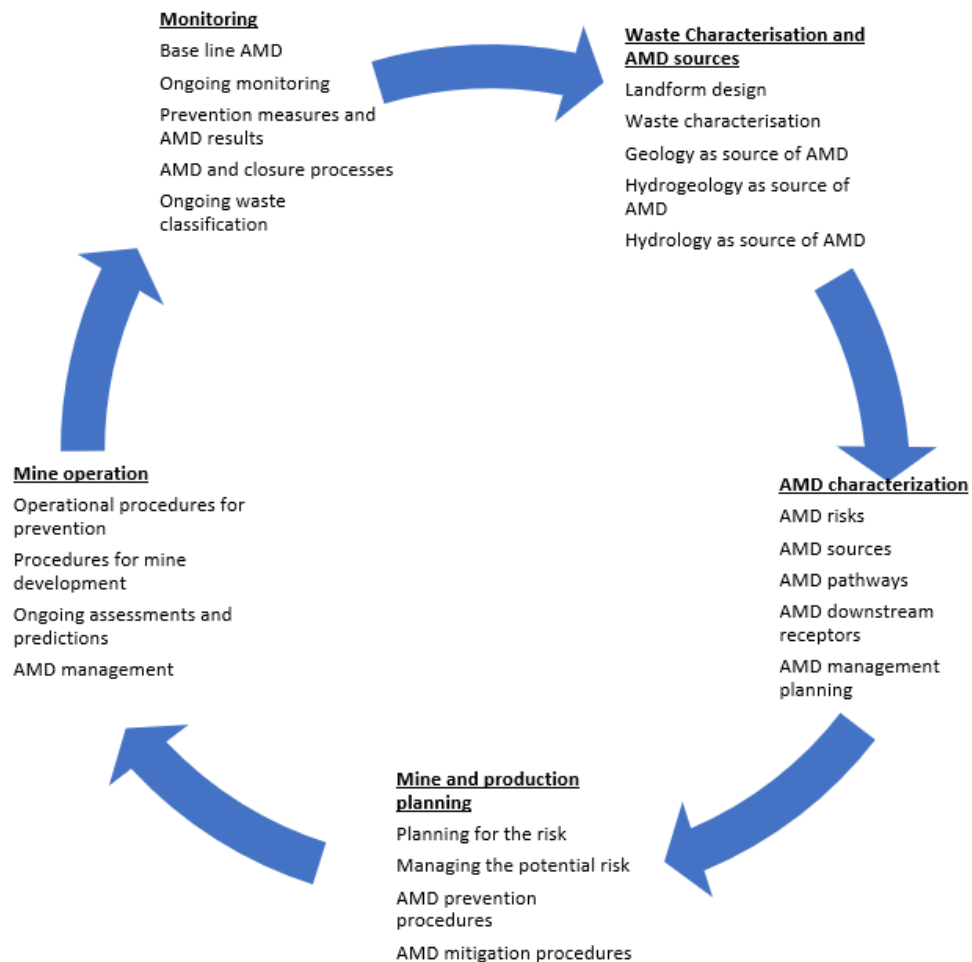 Monitoring
Base line AMD
Ongoing monitoring
Prevention measures and
AMD results
AMD and closure processes
Ongoing waste
classification
Waste Characterisation and
AMD sources
Landform design
Waste characterisation
Geology as source of AMD
Hydrogeology as source of
AMD
Hydrology as source of AMD
AMD characterization
AMD risks
AMD sources
AMD pathways
AMD downstream
receptors
AMD management
planning
Mine and production
planning
Planning for the risk
Managing the potential risk
AMD prevention
procedures
AMD mitigation procedures
Mine operation
Operational procedures for
prevention
Procedures for mine
development
Ongoing assessments and
predictions
AMD management